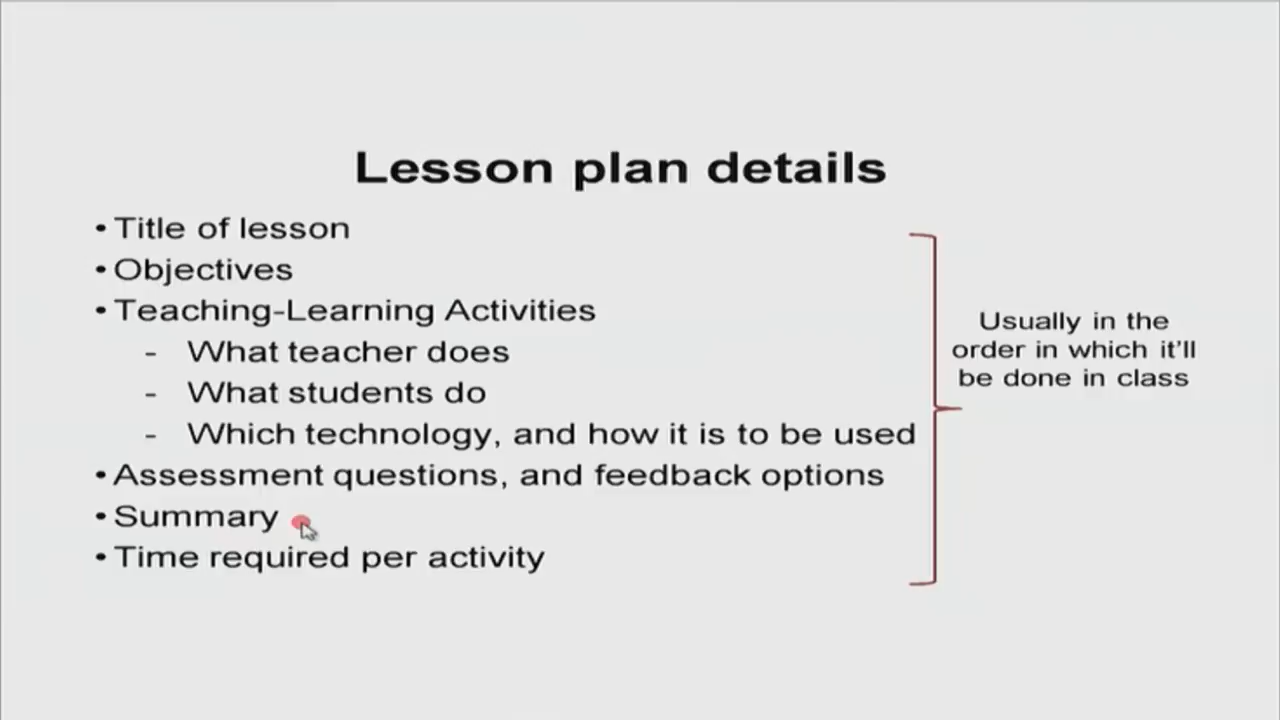 Lesson plan details
• Title of lesson
• Objectives
• Teaching-Learning Activities
- What teacher does
- What students do
- Which technology, and how it is to be used
• Assessment questions, and feedback options
• Summary
• Time required per activity
Usually in the
order in which it'll
be done in class